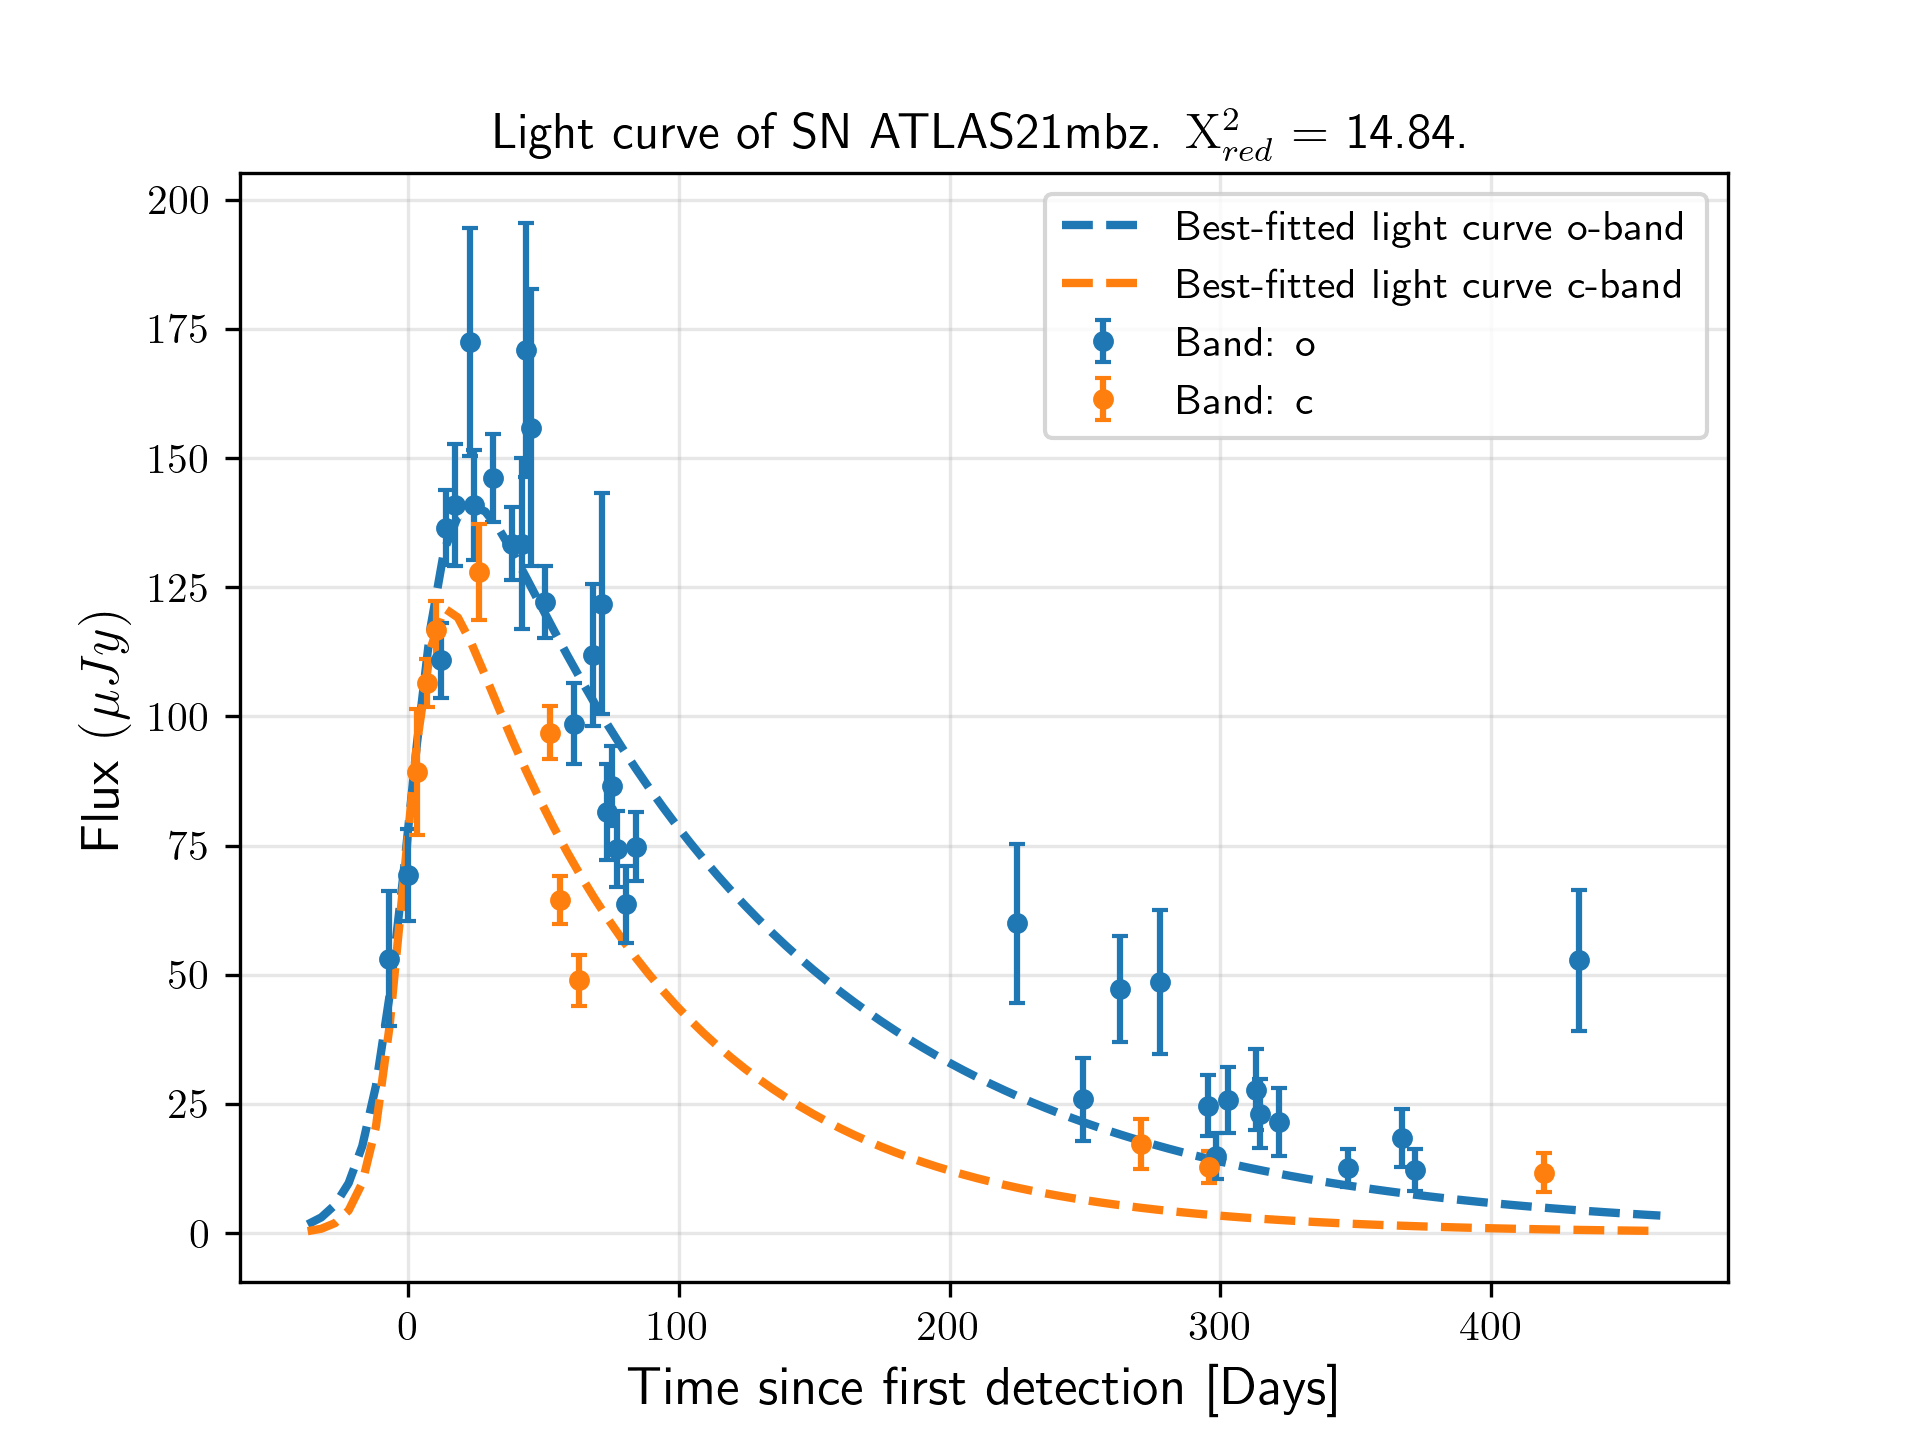 Light curve of SN ATLAS21mbz. X²_red = 14.84.
Best-fitted light curve o-band
Best-fitted light curve c-band
Band: o
Band: c
Flux (μJy)
200
175
150
125
100
75
50
25
0
0 100 200 300 400
Time since first detection [Days]